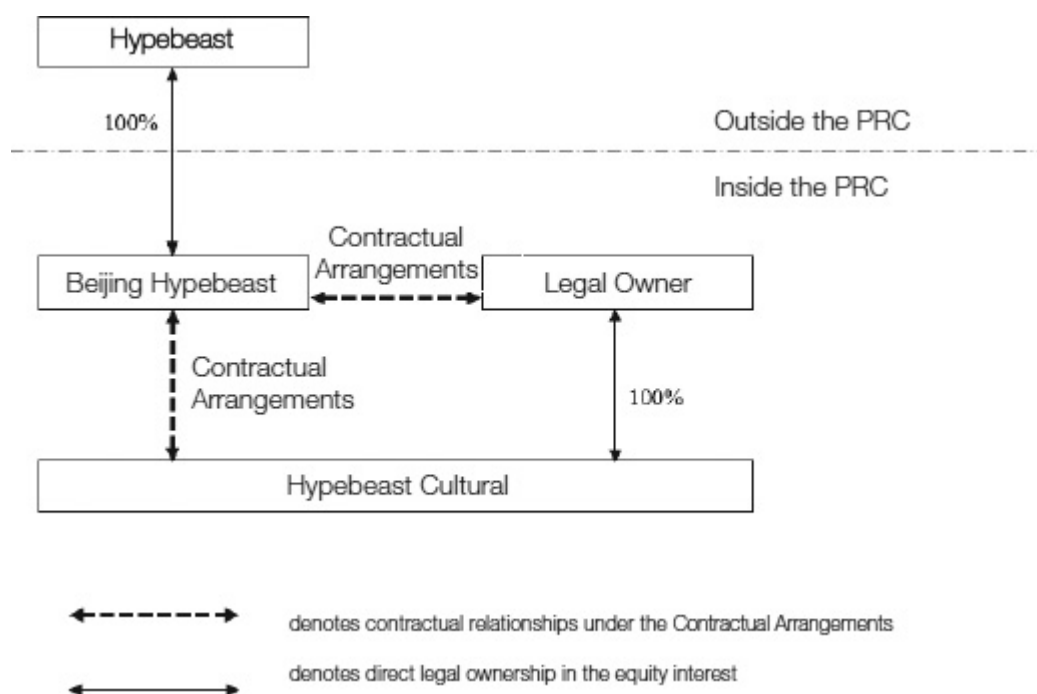 Hypebeast
100%
Outside the PRC
Inside the PRC
Contractual
Arrangements
Beijing Hypebeast
Legal Owner
Contractual
Arrangements
100%
Hypebeast Cultural
denotes contractual relationships under the Contractual Arrangements
denotes direct legal ownership in the equity interest